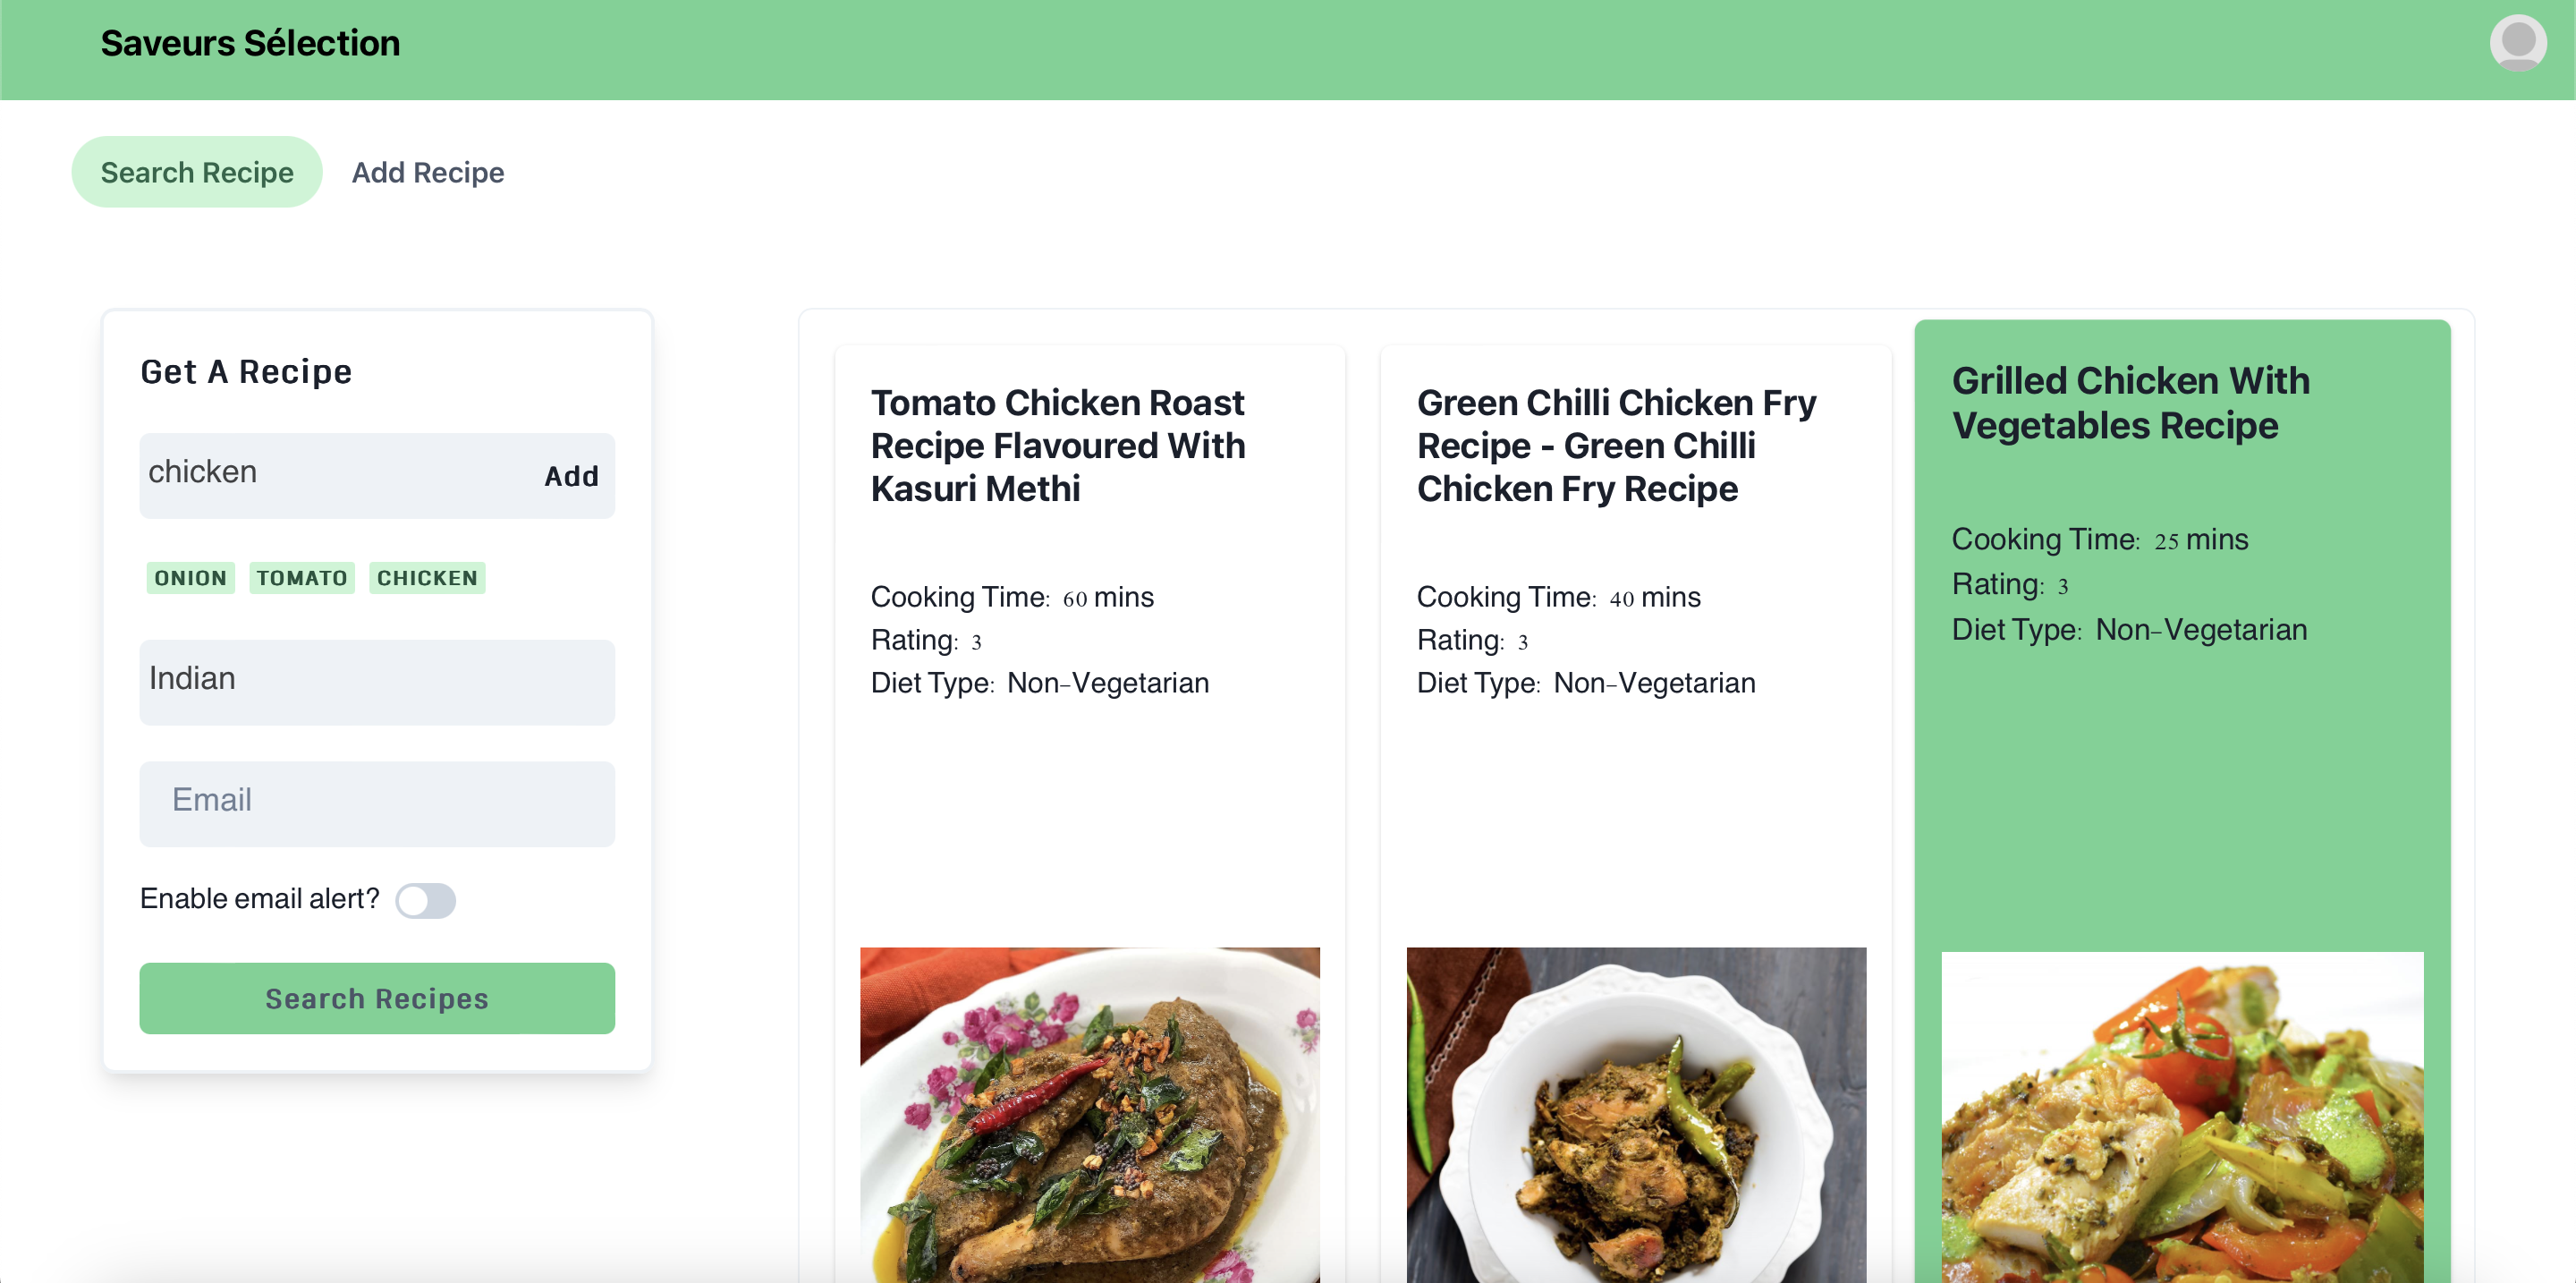 Saveurs Sélection
Search Recipe
Add Recipe
Get A Recipe
chicken
Add
ONION TOMATO CHICKEN
Indian
Email
Enable email alert?
Search Recipes
Tomato Chicken Roast
Recipe Flavoured With
Kasuri Methi
Cooking Time: 60 mins
Rating: 3
Diet Type: Non-Vegetarian
Green Chilli Chicken Fry
Recipe - Green Chilli
Chicken Fry Recipe
Cooking Time: 40 mins
Rating: 3
Diet Type: Non-Vegetarian
Grilled Chicken With
Vegetables Recipe
Cooking Time: 25 mins
Rating: 3
Diet Type: Non-Vegetarian